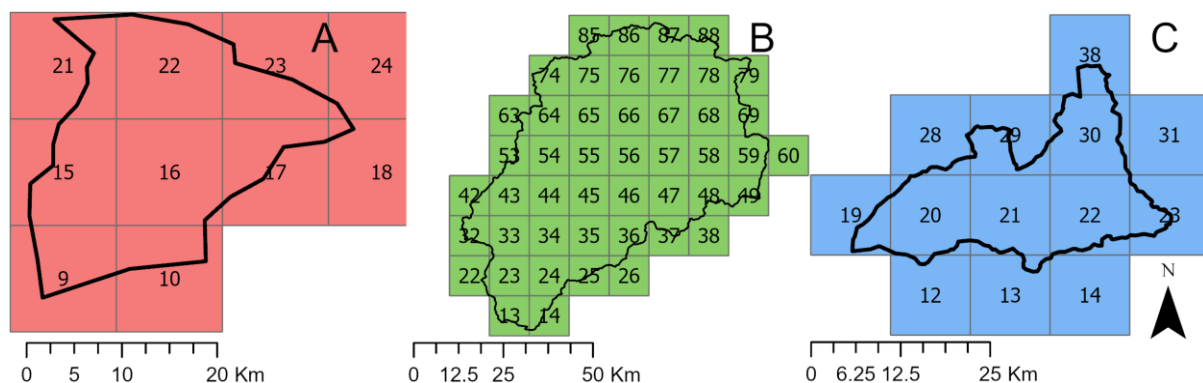 A
21 22 23 24
15 16 17 18
9 10
0 5 10 20 Km
B
85 86 87 88
74 75 76 77 78 79
63 64 65 66 67 68 69
53 54 55 56 57 58 59 60
42 43 44 45 46 47 48 49
32 33 34 35 36 37 38
22 23 24 25 26
13 14
0 12.5 25 50 Km
C
38
28 29 30 31
19 20 21 22 23
12 13 14
N
0 6.25 12.5 25 Km